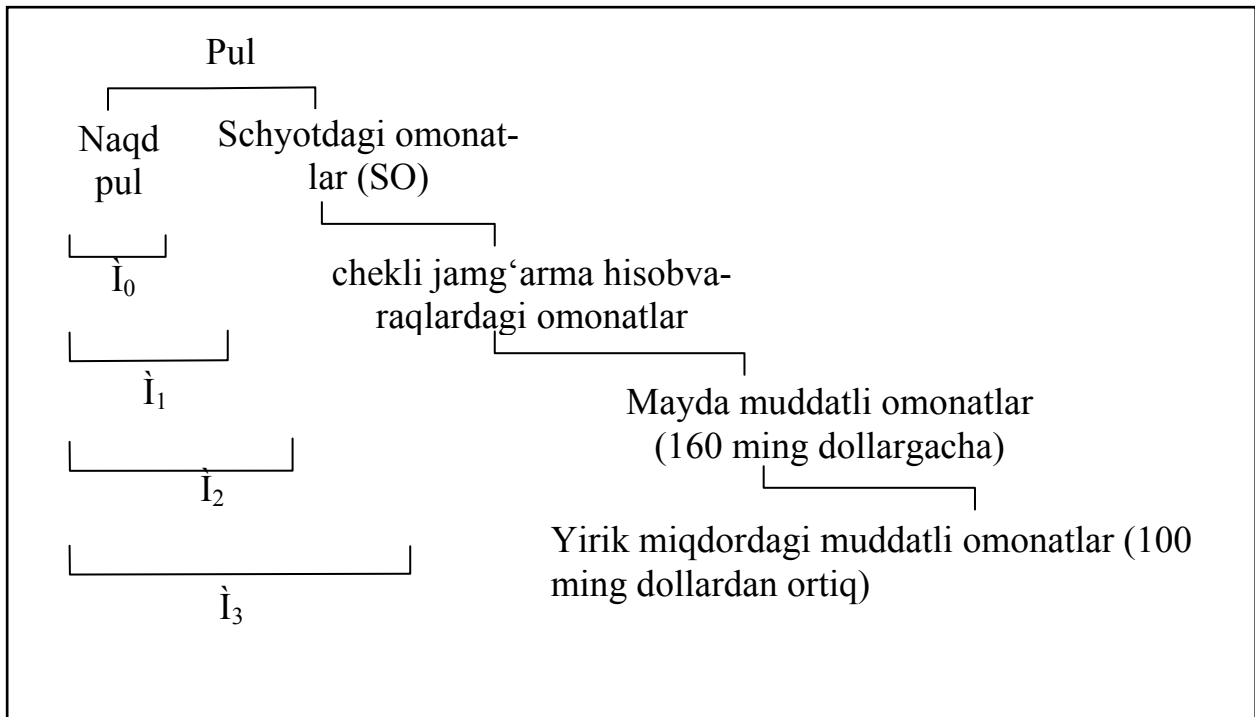 Pul
Naqd
pul
Schyotdagi omonat-
lar (SO)
Ì0
chekli jamg‘arma hisobva-
raqlardagi omonatlar
Ì1
Mayda muddatli omonatlar
(160 ming dollargacha)
Ì2
Yirik miqdordagi muddatli omonatlar (100
ming dollardan ortiq)
Ì3